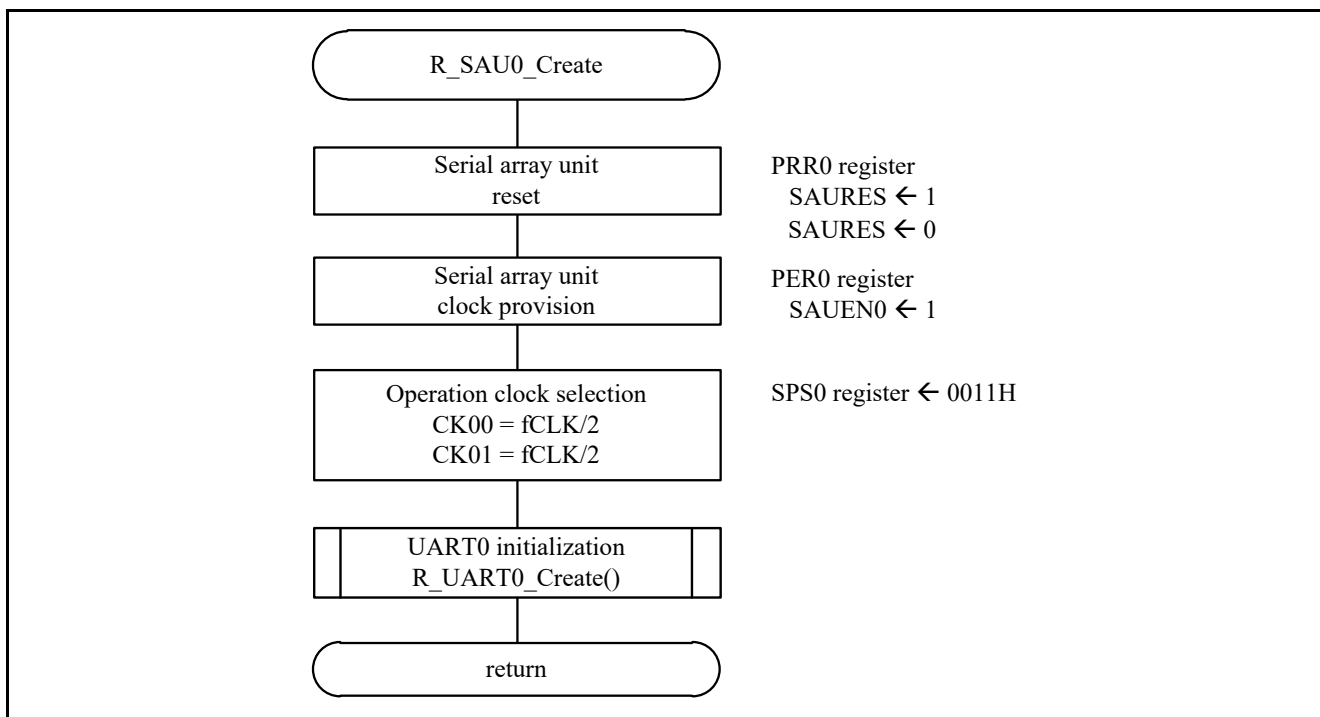 R_SAU0_Create
Serial array unit
reset
PRR0 register
SAURES ← 1
SAURES ← 0
Serial array unit
clock provision
PER0 register
SAUEN0 ← 1
Operation clock selection
CK00 = fCLK/2
CK01 = fCLK/2
SPS0 register ← 0011H
UART0 initialization
R_UART0_Create()
return